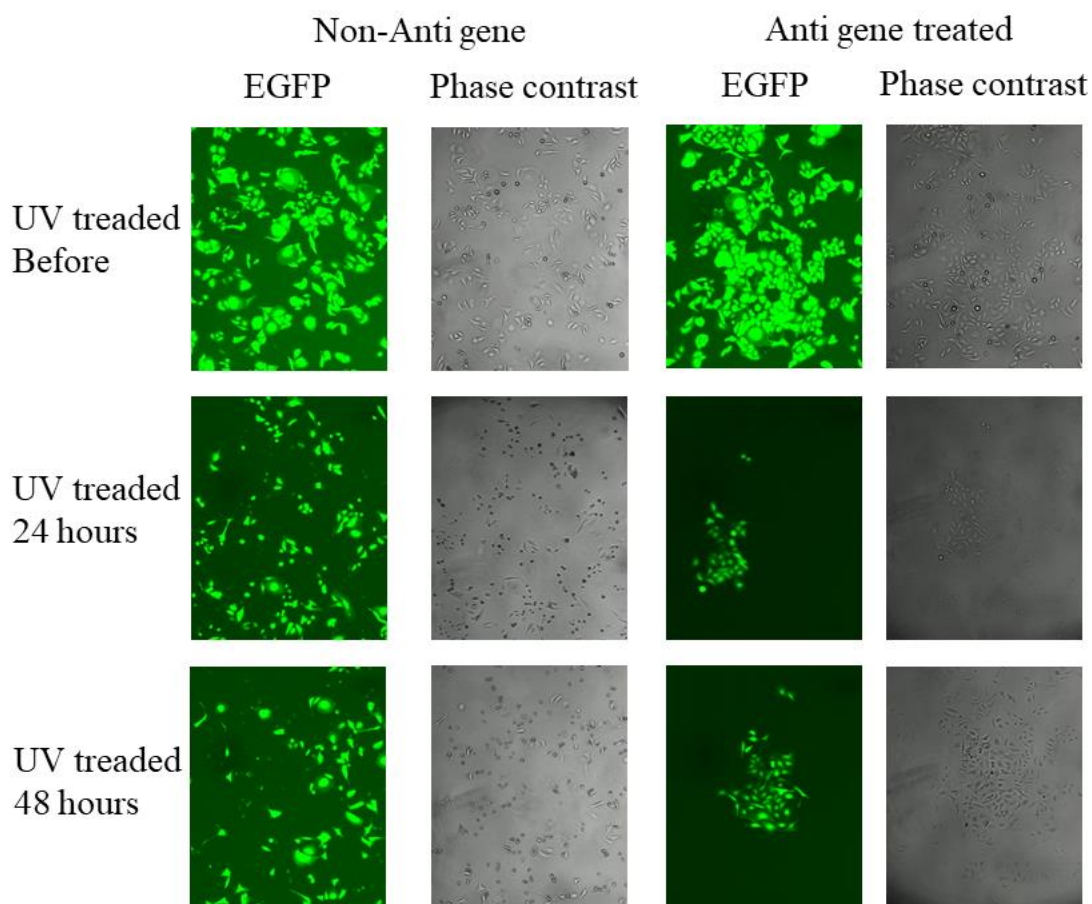 Non-Anti gene
Anti gene treated
EGFP
Phase contrast
EGFP
Phase contrast
UV treaded
Before
UV treaded
24 hours
UV treaded
48 hours